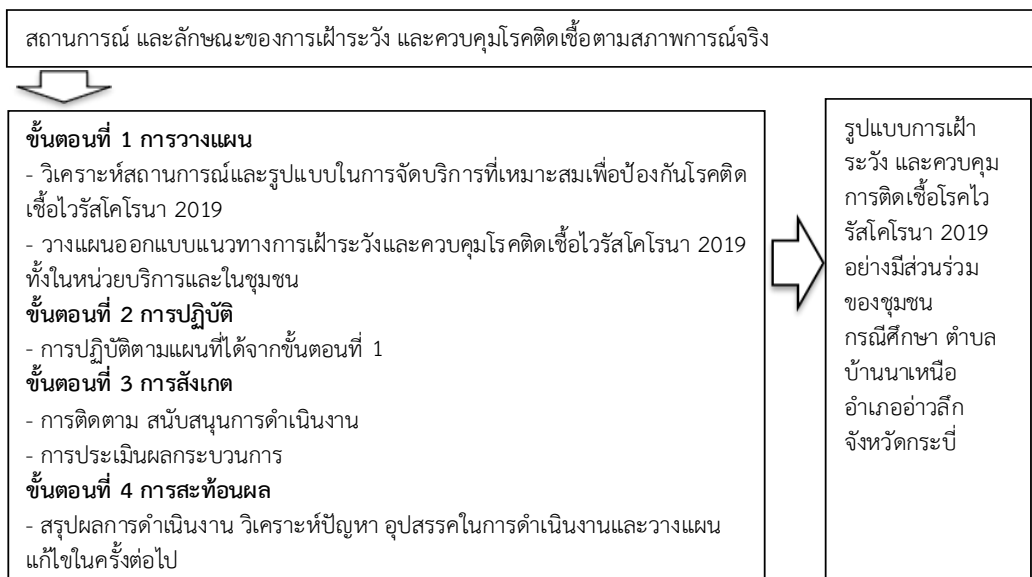 สถานการณ์ และลักษณะของการเฝ้าระวัง และควบคุมโรคติดเชื้อตามสภาพการณ์จริง
ขั้นตอนที่ 1 การวางแผน
- วิเคราะห์สถานการณ์และรูปแบบในการจัดบริการที่เหมาะสมเพื่อป้องกันโรคติด
เชื้อไวรัสโคโรนา 2019
- วางแผนออกแบบแนวทางการเฝ้าระวังและควบคุมโรคติดเชื้อไวรัสโคโรนา 2019
ทั้งในหน่วยบริการและในชุมชน
ขั้นตอนที่ 2 การปฏิบัติ
- การปฏิบัติตามแผนที่ได้จากขั้นตอนที่ 1
ขั้นตอนที่ 3 การสังเกต
- การติดตาม สนับสนุนการดำเนินงาน
- การประเมินผลกระบวนการ
ขั้นตอนที่ 4 การสะท้อนผล
- สรุปผลการดำเนินงาน วิเคราะห์ปัญหา อุปสรรคในการดำเนินงานและวางแผน
แก้ไขในครั้งต่อไป
รูปแบบการเฝ้า
ระวัง และควบคุม
การติดเชื้อโรคไว
รัสโคโรนา 2019
อย่างมีส่วนร่วม
ของชุมชน
กรณีศึกษา ตำบล
บ้านนาเหนือ
อำเภออ่าวลึก
จังหวัดกระบี่